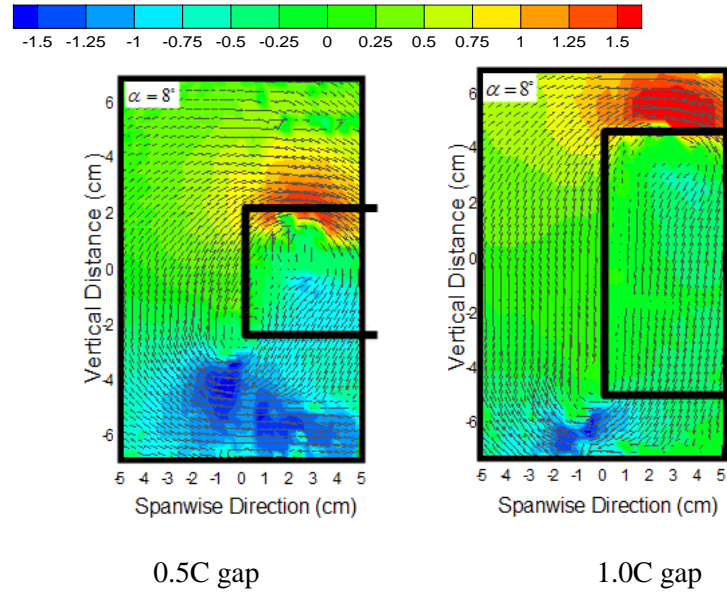 -1.5 -1.25 -1 -0.75 -0.5 -0.25 0 0.25 0.5 0.75 1 1.25 1.5
α = 8°
6
4
2
0
-2
-4
-6
Vertical Distance (cm)
-5 -4 -3 -2 -1 0 1 2 3 4 5
Spanwise Direction (cm)
0.5C gap
α = 8°
6
4
2
0
-2
-4
-6
Vertical Distance (cm)
-5 -4 -3 -2 -1 0 1 2 3 4 5
Spanwise Direction (cm)
1.0C gap